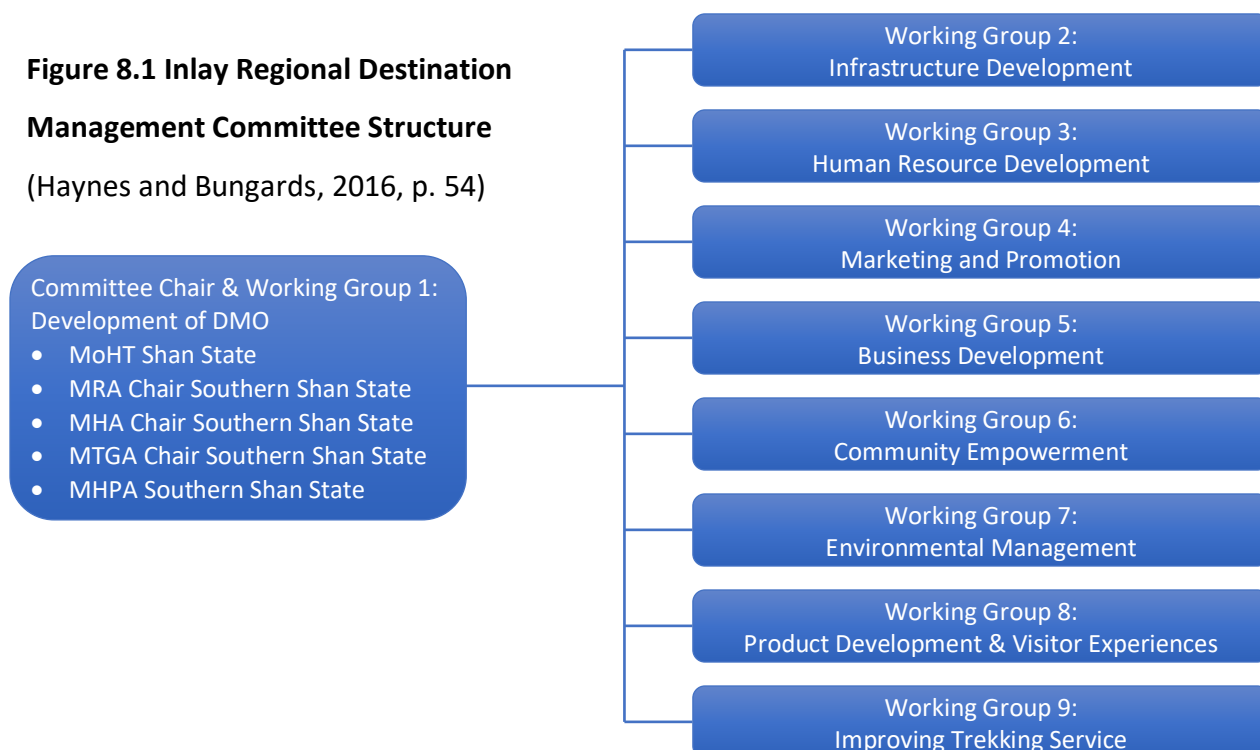 Figure 8.1 Inlay Regional Destination
Management Committee Structure
(Haynes and Bungards, 2016, p. 54)
Committee Chair & Working Group 1:
Development of DMO
• MoHT Shan State
• MRA Chair Southern Shan State
• MHA Chair Southern Shan State
• MTGA Chair Southern Shan State
• MHPA Southern Shan State
Working Group 2:
Infrastructure Development
Working Group 3:
Human Resource Development
Working Group 4:
Marketing and Promotion
Working Group 5:
Business Development
Working Group 6:
Community Empowerment
Working Group 7:
Environmental Management
Working Group 8:
Product Development & Visitor Experiences
Working Group 9:
Improving Trekking Service